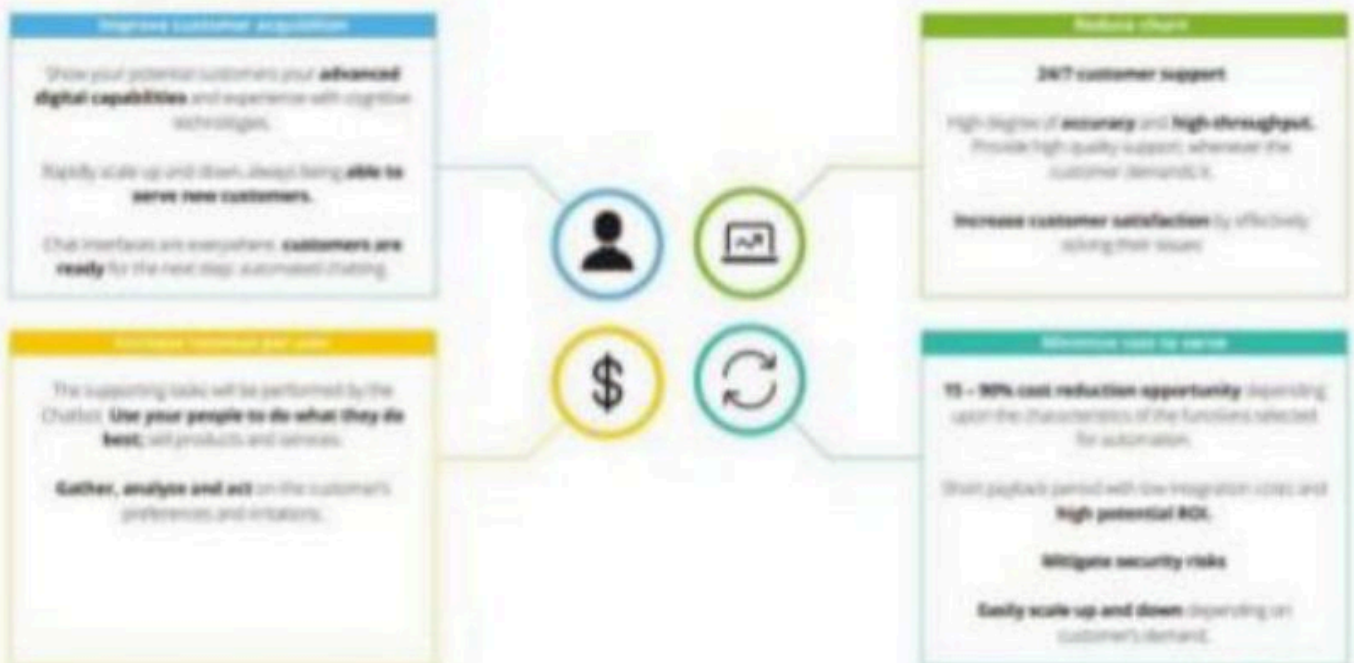 Improve customer acquisition
Show your potential customers your advanced
digital capabilities and experience with cognitive
technologies.
Rapidly scale up and down, always being able to
serve new customers.
Chat interfaces are everywhere, customers are
ready for the next step: automated chatting.
Reduce churn
24/7 customer support
High degree of accuracy and high-throughput.
Provide high quality support, whenever the
customer demands it.
Increase customer satisfaction by effectively
solving their issues
Increase revenue per user
The supporting tasks will be performed by the
Chatbot. Use your people to do what they do
best; sell products and services.
Gather, analyse and act on the customer's
preferences and irritations.
Minimise cost to serve
15 – 90% cost reduction opportunity depending
upon the characteristics of the functions selected
for automation.
Short payback period with low integration costs and
high potential ROI.
Mitigate security risks
Easily scale up and down depending on
customer's demand.
$